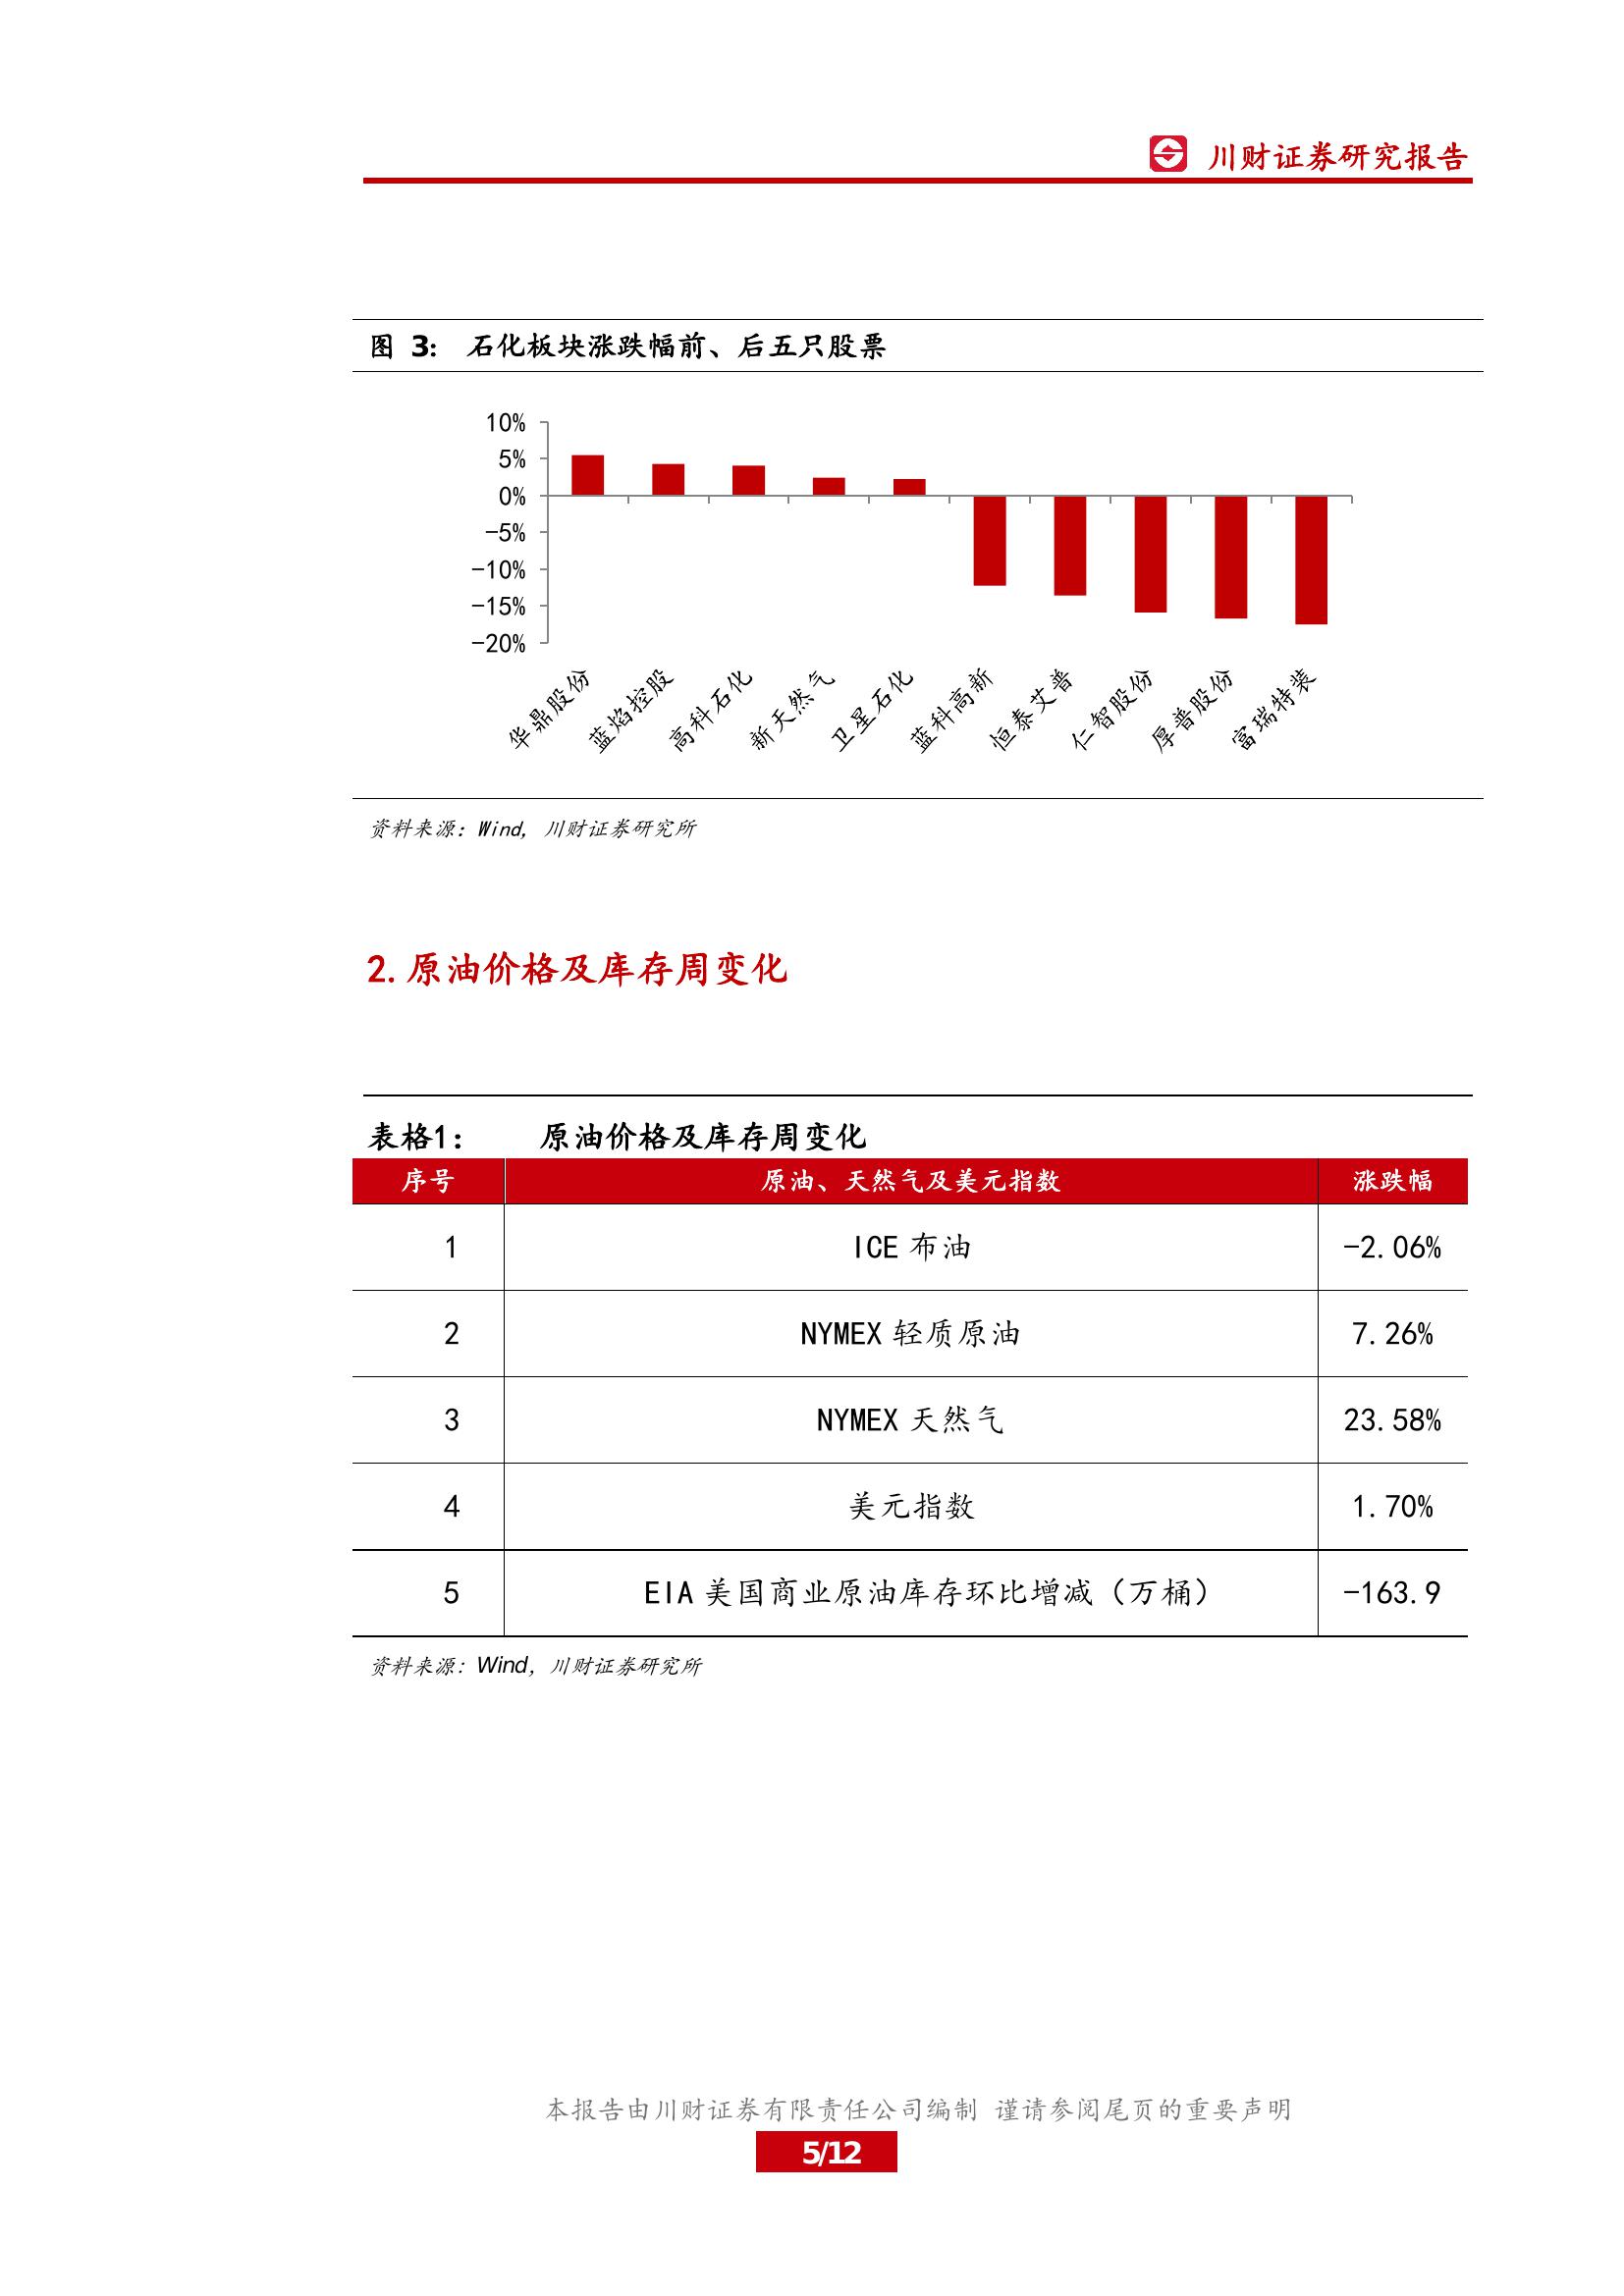 川财证券研究报告
图 3: 石化板块涨跌幅前、后五只股票
10%
5%
0%
-5%
-10%
-15%
-20%
华鼎股份 蓝焰控股 高科石化 新天然气 卫星石化 蓝科高新 恒泰艾普 仁智股份 厚普股份 富瑞特装
资料来源：Wind，川财证券研究所
2.原油价格及库存周变化
表格1： 原油价格及库存周变化
序号 原油、天然气及美元指数 涨跌幅
1 ICE 布油 -2.06%
2 NYMEX 轻质原油 7.26%
3 NYMEX 天然气 23.58%
4 美元指数 1.70%
5 EIA 美国商业原油库存环比增减（万桶） -163.9
资料来源：Wind，川财证券研究所
本报告由川财证券有限责任公司编制 谨请参阅尾页的重要声明
5/12